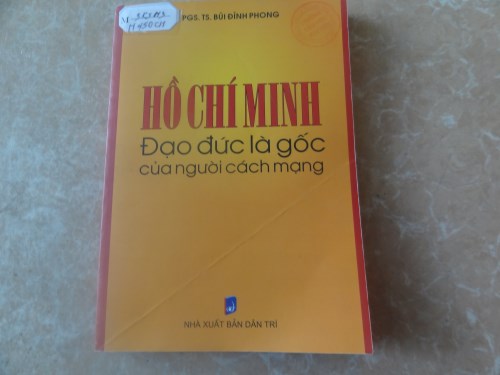 PGS. TS. BÙI ĐÌNH PHONG
HỒ CHÍ MINH
Đạo đức là gốc
của người cách mạng
NHÀ XUẤT BẢN DÂN TRÍ